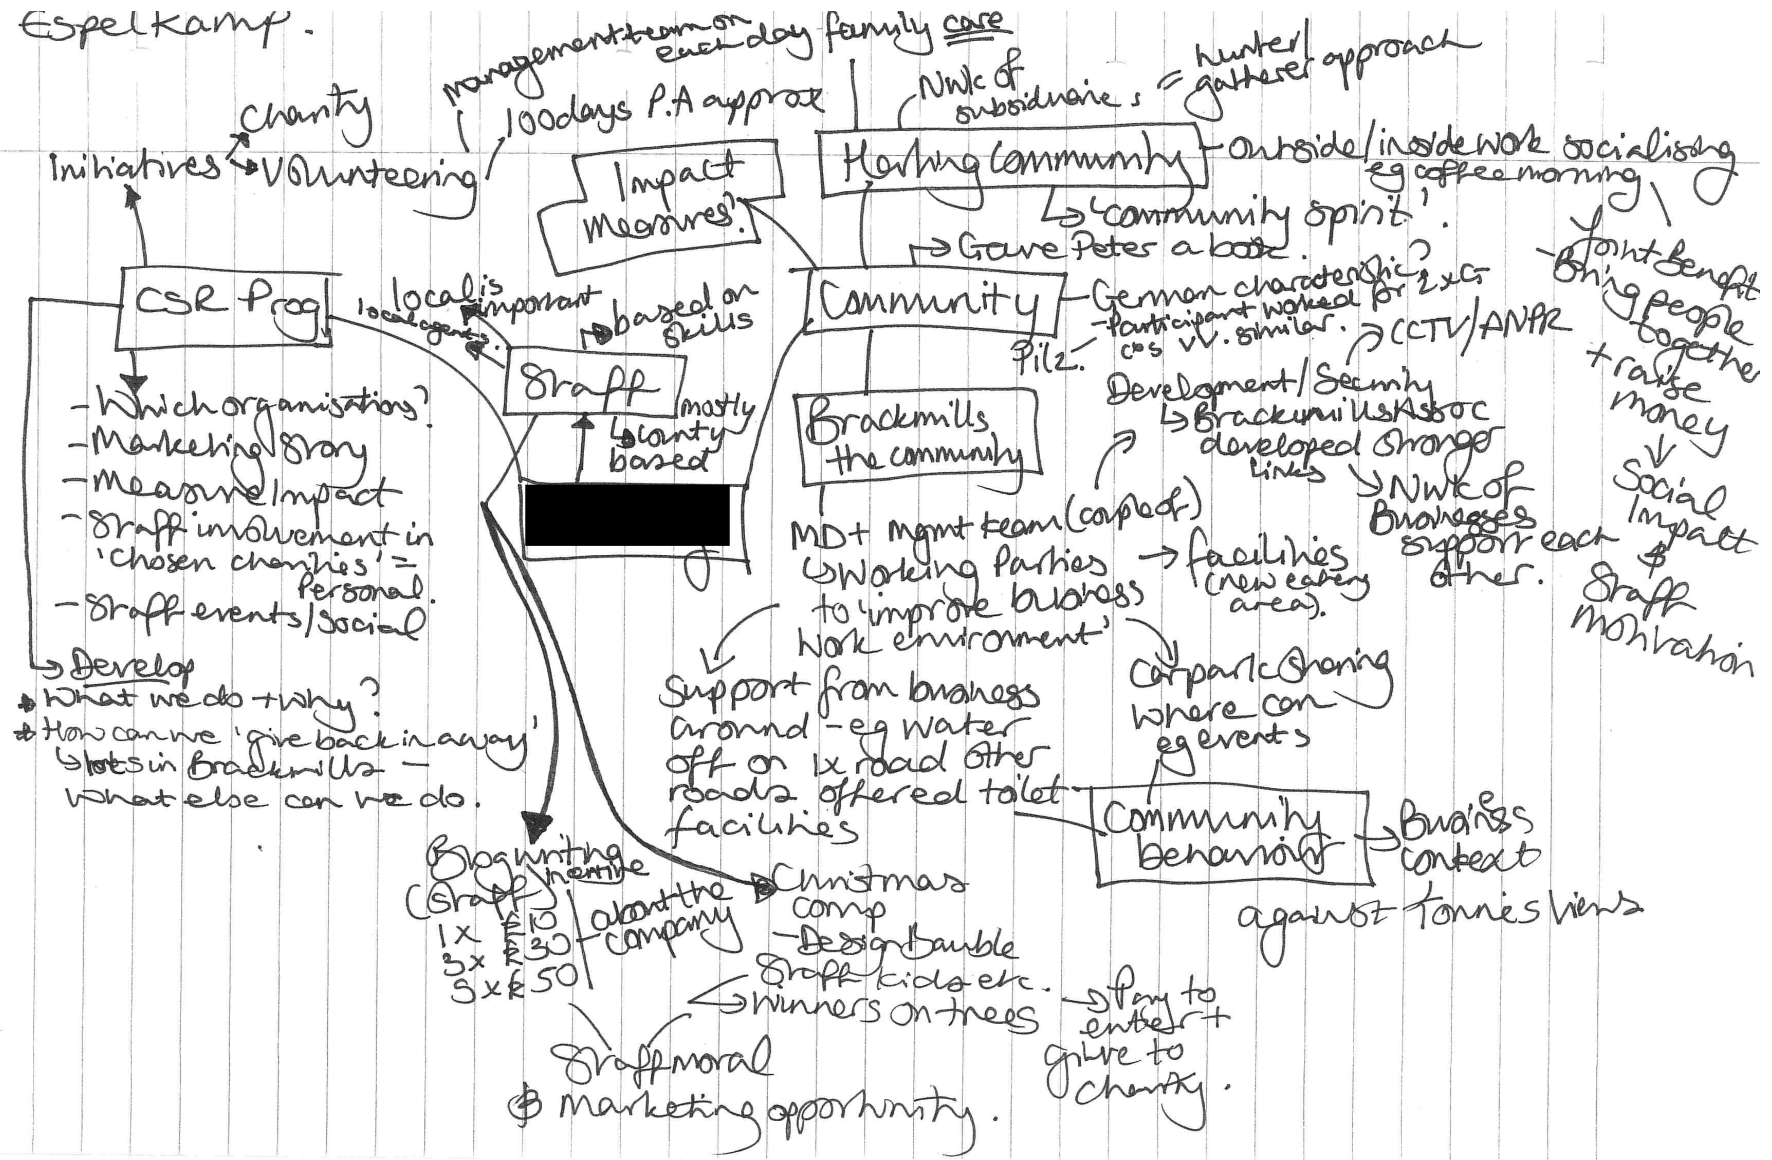 Espelkamp.
management team on
each day
family care
Nwk of
subsiduarie s
= hunter/
gatherer approach
Charity
100days P.A approx
Initiatives
Volunteering
Impact
measures?
Harting Community
outside/inside work socialising
eg coffee morning
'community spirit'.
Gave Peter a book.
CSR Prog
local is
important
local agents.
based on
skills
Community
German characteristic?
- Participant worked for 2xG
cos vv. similar.
Pilz.
Joint Benefit
- Bring people
together
+ raise
money
Social
Impact
&
Staff
motivation
CCTV/ANPR
Staff
mostly
county
based
Brackmills
the community
Development/Security
Brackmills Assoc
developed stronger
links
Nwk of
Businesses
support each
other.
- Which organisations?
- Marketing Story
- Measure Impact
- Staff involvement in
'chosen charities' =
Personal.
- Staff events/social
MD+ mgmt team (couple of)
Working Parties
to 'improve business
work environment'
facilities
(new eating
area).
Develop
* What we do + why?
* How can we 'give back in a way'
lots in Brackmills -
what else can we do.
Support from business
around - eg water
off on 1x road other
roads offered toilet
facilities
Carpark sharing
where can
eg events
Community
behaviour
Business
context
against Tonnies views
Blog writing
incentive
(Staff)
1x £10
3x £30
5x £50
about the
company
Christmas
comp
- Design Bauble
Staff kids etc.
winners on trees
Pay to
enter +
give to
charity.
Staff moral
& marketing opportunity.